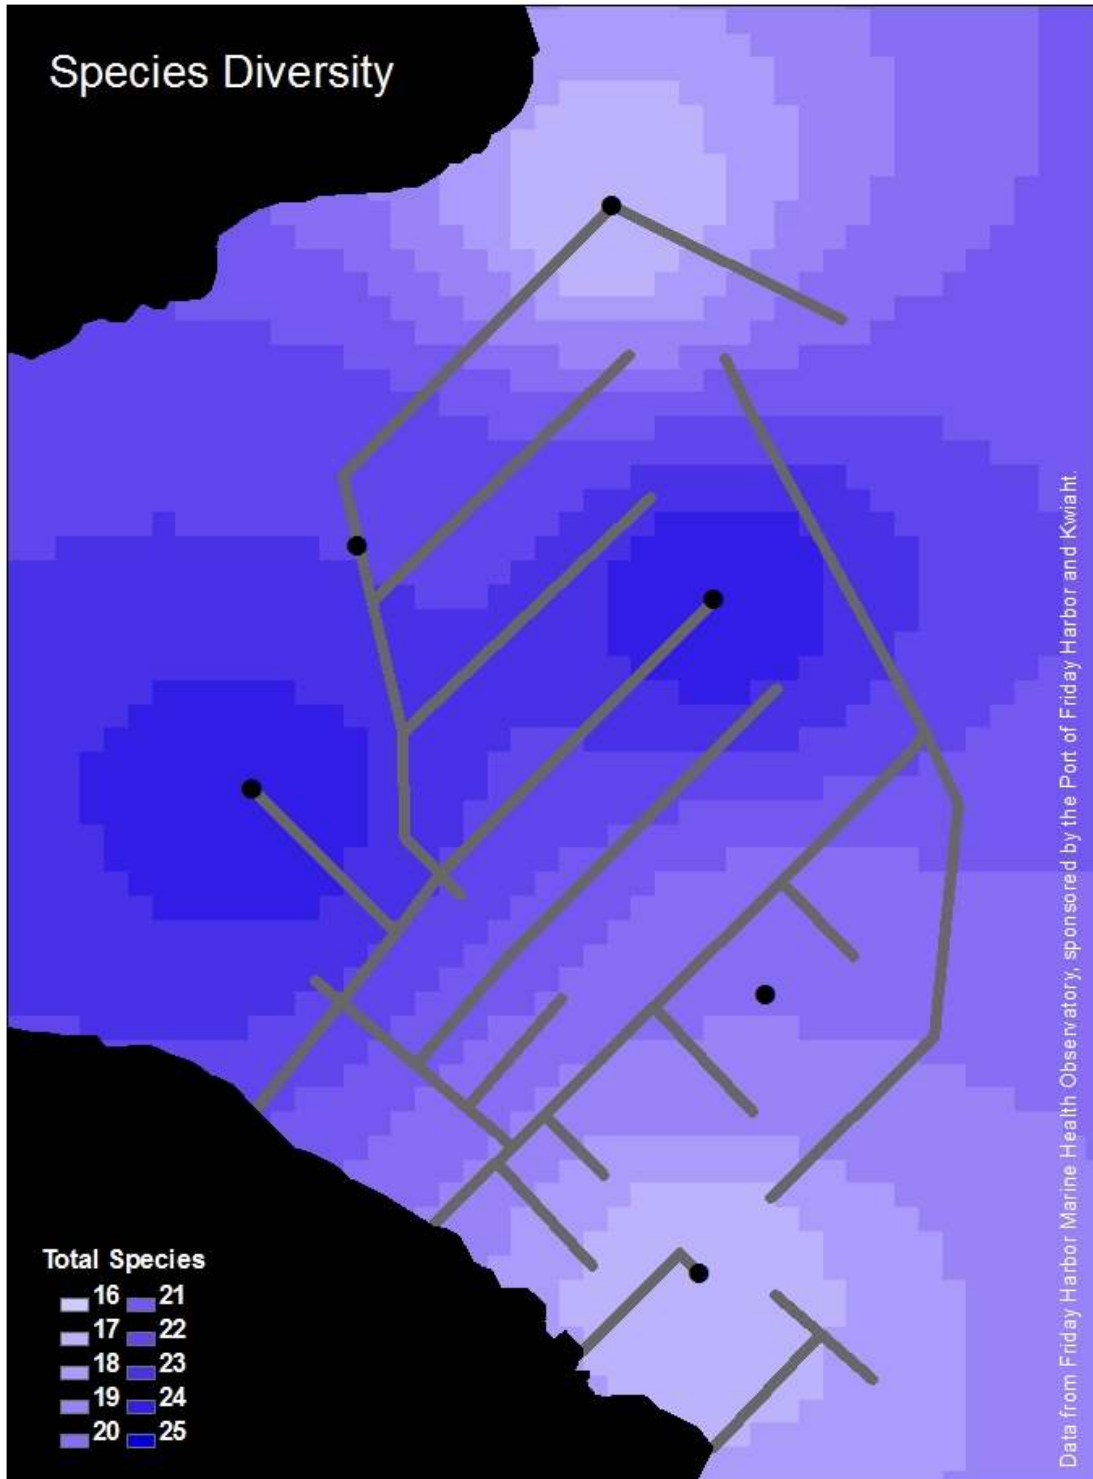 Species Diversity
Total Species
16 21
17 22
18 23
19 24
20 25
Data from Friday Harbor Marine Health Observatory, sponsored by the Port of Friday Harbor and Kwiaht.